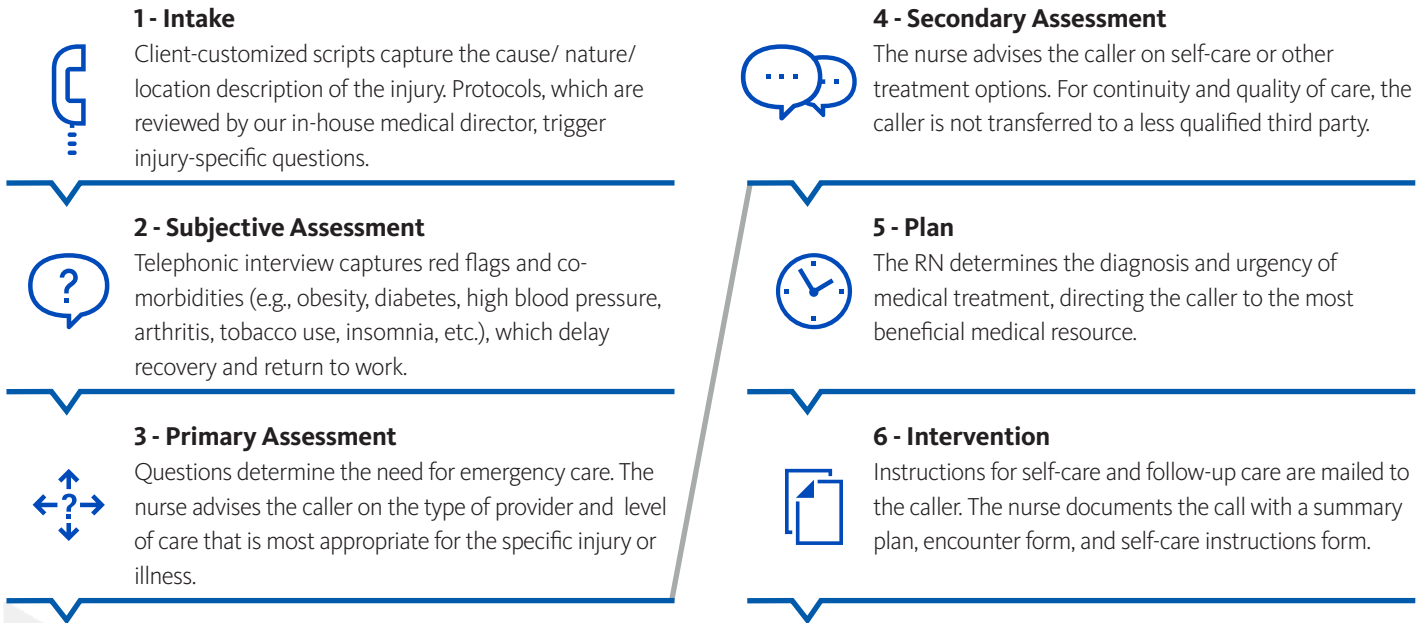 1 - Intake
Client-customized scripts capture the cause/ nature/
location description of the injury. Protocols, which are
reviewed by our in-house medical director, trigger
injury-specific questions.
2 - Subjective Assessment
Telephonic interview captures red flags and co-
morbidities (e.g., obesity, diabetes, high blood pressure,
arthritis, tobacco use, insomnia, etc.), which delay
recovery and return to work.
3 - Primary Assessment
Questions determine the need for emergency care. The
nurse advises the caller on the type of provider and level
of care that is most appropriate for the specific injury or
illness.
4 - Secondary Assessment
The nurse advises the caller on self-care or other
treatment options. For continuity and quality of care, the
caller is not transferred to a less qualified third party.
5 - Plan
The RN determines the diagnosis and urgency of
medical treatment, directing the caller to the most
beneficial medical resource.
6 - Intervention
Instructions for self-care and follow-up care are mailed to
the caller. The nurse documents the call with a summary
plan, encounter form, and self-care instructions form.